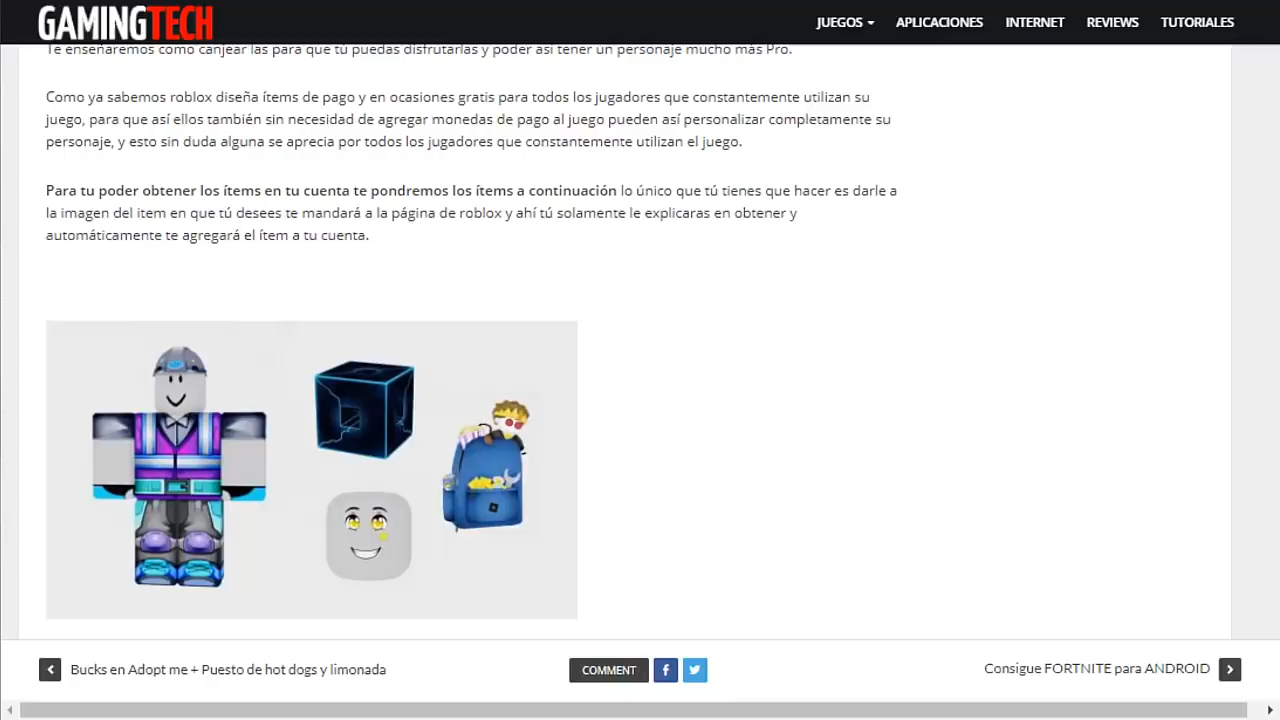 GAMINGTECH
JUEGOS APLICACIONES INTERNET REVIEWS TUTORIALES
Te enseñaremos como canjear las para que tú puedas disfrutarlas y poder así tener un personaje mucho más Pro.
Como ya sabemos roblox diseña ítems de pago y en ocasiones gratis para todos los jugadores que constantemente utilizan su
juego, para que así ellos también sin necesidad de agregar monedas de pago al juego pueden así personalizar completamente su
personaje, y esto sin duda alguna se aprecia por todos los jugadores que constantemente utilizan el juego.
Para tu poder obtener los ítems en tu cuenta te pondremos los ítems a continuación lo único que tú tienes que hacer es darle a
la imagen del item en que tú desees te mandará a la página de roblox y ahí tú solamente le explicaras en obtener y
automáticamente te agregará el ítem a tu cuenta.
Bucks en Adopt me + Puesto de hot dogs y limonada
COMMENT
Consigue FORTNITE para ANDROID